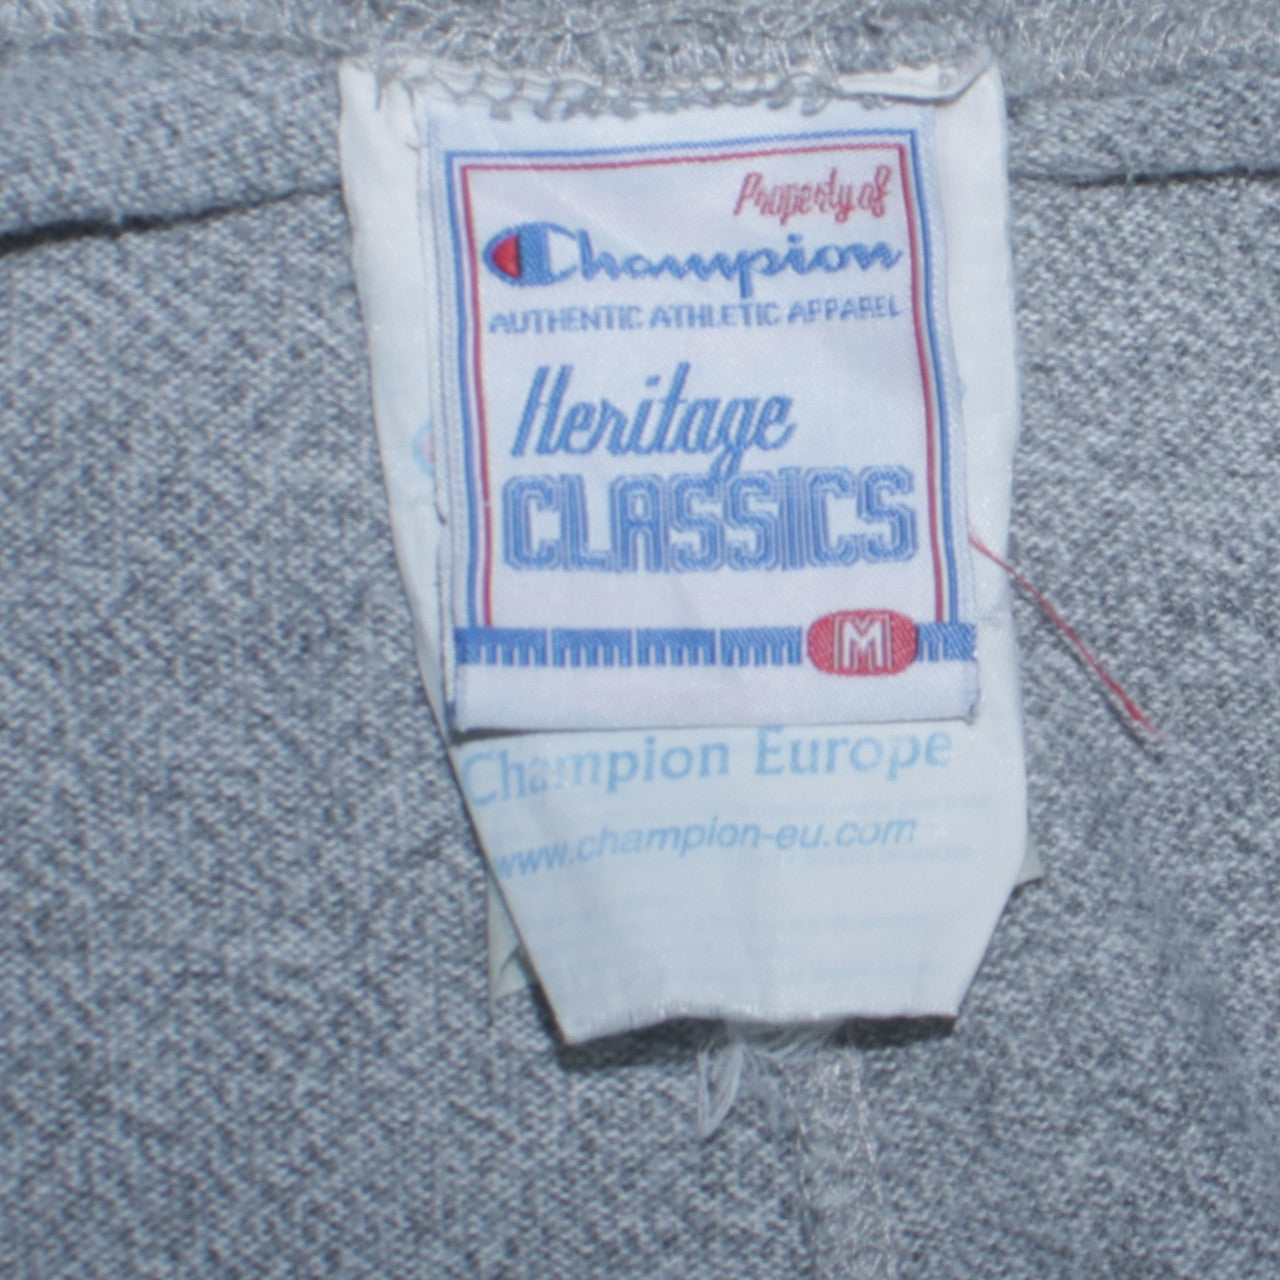 Property of
Champion
AUTHENTIC ATHLETIC APPAREL
Heritage
CLASSICS
M
Champion Europe
www.champion-eu.com